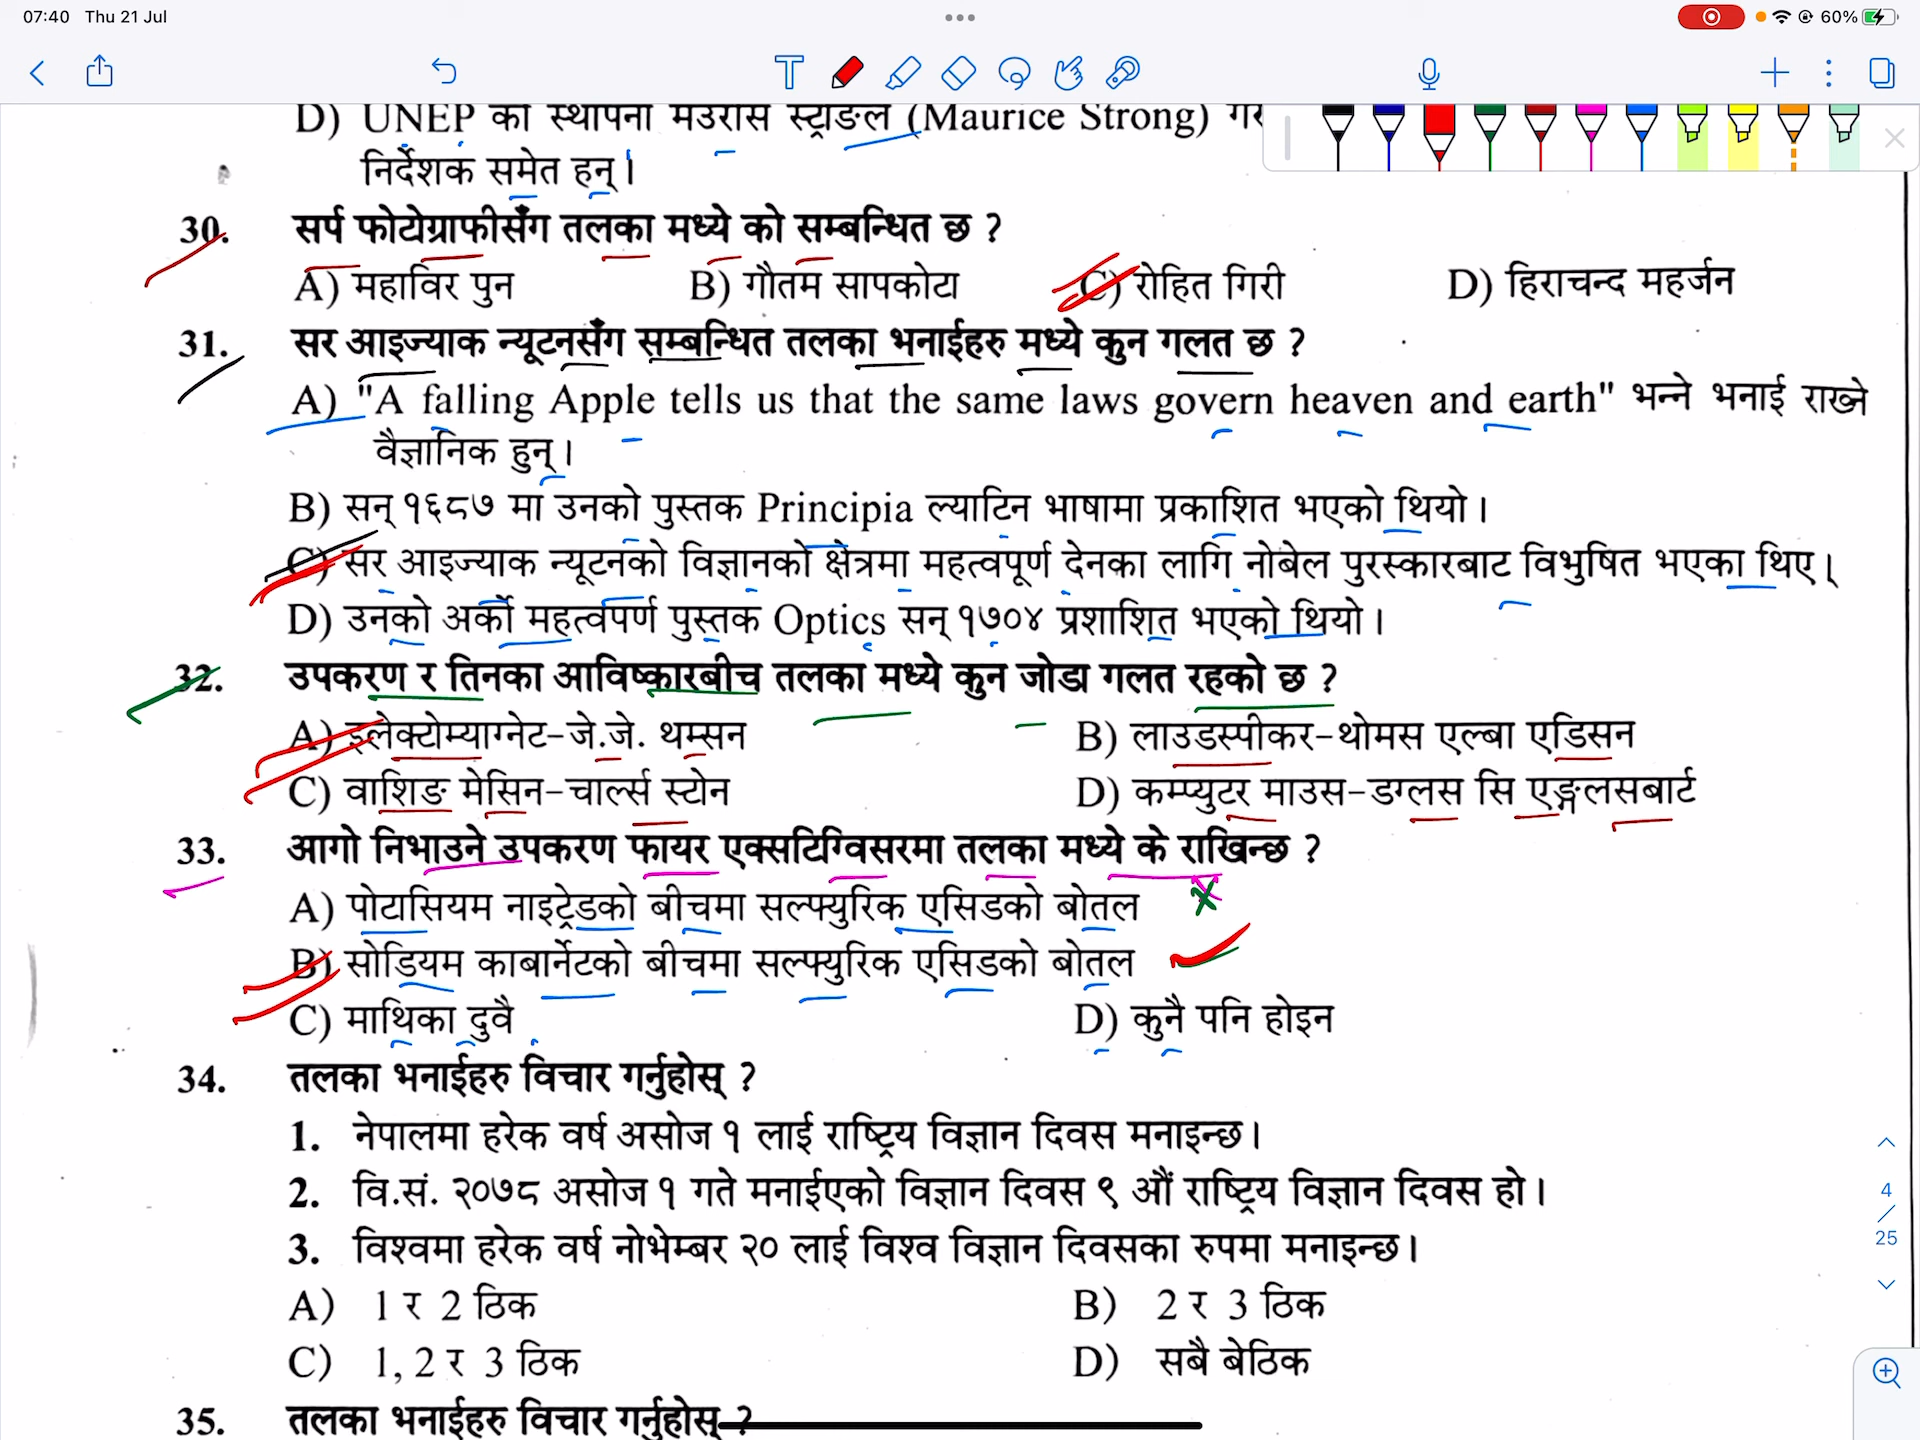 07:40 Thu 21 Jul
60%
D) UNEP को स्थापना मउरास स्ट्राङल (Maurice Strong)
निर्देशक समेत हुन् ।
30. सर्प फोटोग्राफीसँग तलका मध्ये को सम्बन्धित छ ?
A) महाविर पुन B) गौतम सापकोटा C) रोहित गिरी D) हिराचन्द महर्जन
31. सर आइज्याक न्यूटनसँग सम्बन्धित तलका भनाईहरु मध्ये कुन गलत छ ?
A) "A falling Apple tells us that the same laws govern heaven and earth" भन्ने भनाई राख्ने
वैज्ञानिक हुन् ।
B) सन् १६८७ मा उनको पुस्तक Principia ल्याटिन भाषामा प्रकाशित भएको थियो ।
C) सर आइज्याक न्यूटनको विज्ञानको क्षेत्रमा महत्वपूर्ण देनका लागि नोबेल पुरस्कारबाट विभुषित भएका थिए ।
D) उनको अर्को महत्वपर्ण पुस्तक Optics सन् १७०४ प्रशाशित भएको थियो ।
32. उपकरण र तिनका आविष्कारबीच तलका मध्ये कुन जोडा गलत रहको छ ?
A) इलेक्टोम्याग्नेट-जे.जे. थम्सन B) लाउडस्पीकर-थोमस एल्बा एडिसन
C) वाशिङ मेसिन-चार्ल्स स्टोन D) कम्प्युटर माउस-डग्लस सि एङ्गलसबार्ट
33. आगो निभाउने उपकरण फायर एक्सटिग्विसरमा तलका मध्ये के राखिन्छ ?
A) पोटासियम नाइट्रेडको बीचमा सल्फ्युरिक एसिडको बोतल
B) सोडियम काबार्नेटको बीचमा सल्फ्युरिक एसिडको बोतल
C) माथिका दुवै D) कुनै पनि होइन
34. तलका भनाईहरु विचार गर्नुहोस् ?
1. नेपालमा हरेक वर्ष असोज १ लाई राष्ट्रिय विज्ञान दिवस मनाइन्छ ।
2. वि.सं. २०७८ असोज १ गते मनाईएको विज्ञान दिवस ९ औं राष्ट्रिय विज्ञान दिवस हो ।
3. विश्वमा हरेक वर्ष नोभेम्बर २० लाई विश्व विज्ञान दिवसका रुपमा मनाइन्छ ।
A) 1 र 2 ठिक B) 2 र 3 ठिक
C) 1, 2 र 3 ठिक D) सबै बेठिक
35. तलका भनाईहरु विचार गर्नुहोस् ?
4
/
25